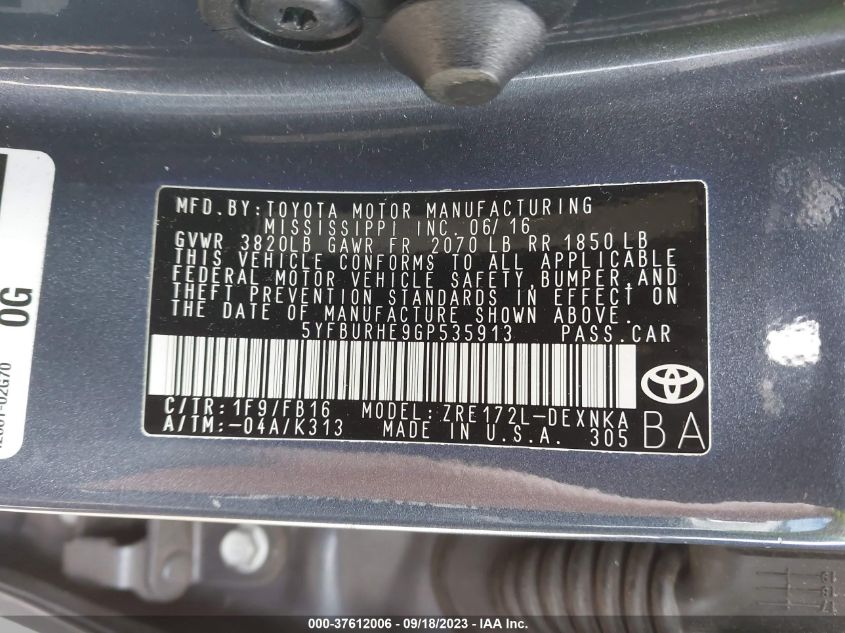 MFD.BY:TOYOTA MOTOR MANUFACTURING
MISSISSIPPI INC. 06/16
GVWR 3820LB GAWR FR 2070 LB RR 1850 LB
THIS VEHICLE CONFORMS TO ALL APPLICABLE
FEDERAL MOTOR VEHICLE SAFETY,BUMPER,AND
THEFT PREVENTION STANDARDS IN EFFECT ON
THE DATE OF MANUFACTURE SHOWN ABOVE.
5YFBURHE9GP535913 PASS.CAR
C/TR:1F9/FB16 MODEL:ZRE172L-DEXNKA
A/TM:-04A/K313 MADE IN U.S.A. 305
BA
0G
000-37612006 - 09/18/2023 - IAA Inc.